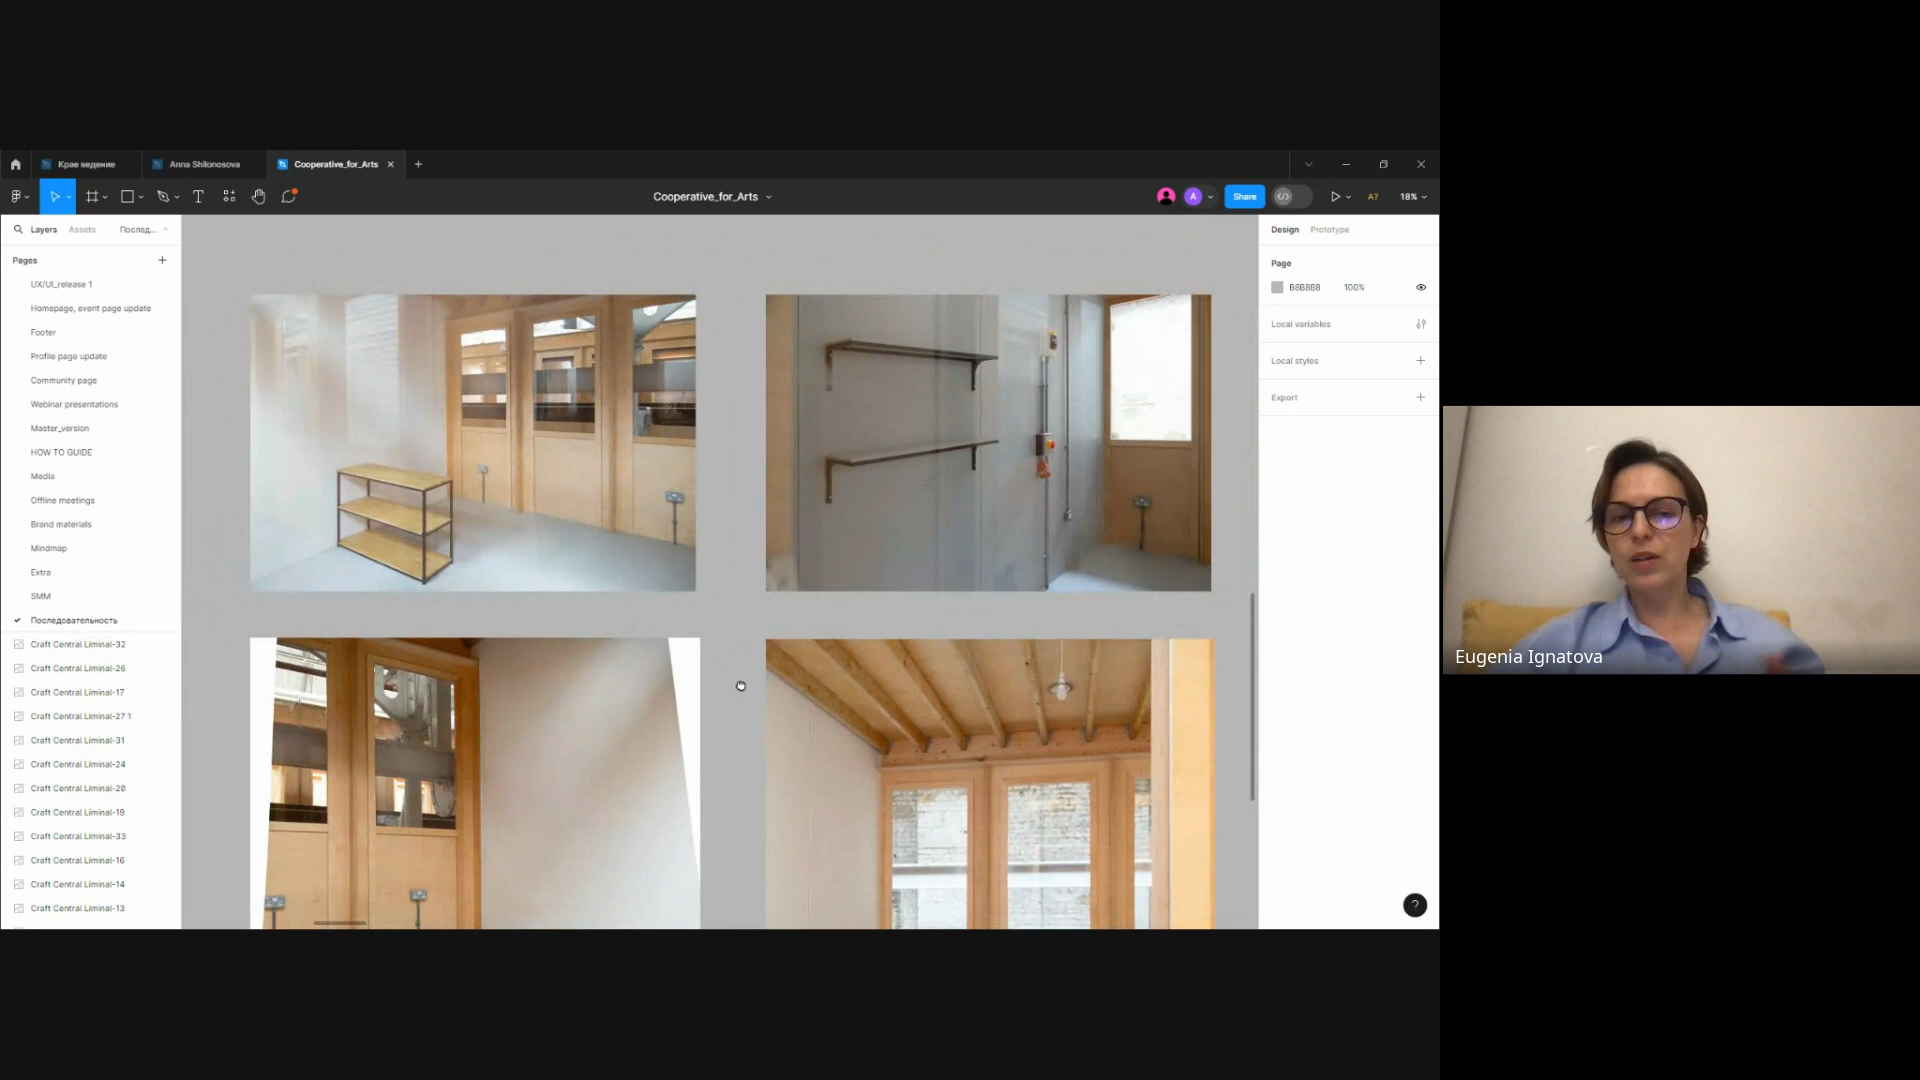 Крае ведение
Anna Shilonosova
Cooperative_for_Arts
Cooperative_for_Arts
A
Share
A?
18%
Layers
Assets
Послед...
Pages
UX/UI_release 1
Homepage, event page update
Footer
Profile page update
Community page
Webinar presentations
Master_version
HOW TO GUIDE
Media
Offline meetings
Brand materials
Mindmap
Extra
SMM
Последовательность
Craft Central Liminal-32
Craft Central Liminal-26
Craft Central Liminal-17
Craft Central Liminal-27 1
Craft Central Liminal-31
Craft Central Liminal-24
Craft Central Liminal-20
Craft Central Liminal-19
Craft Central Liminal-33
Craft Central Liminal-16
Craft Central Liminal-14
Craft Central Liminal-13
Design
Prototype
Page
B8B8B8
100%
Local variables
Local styles
Export
?
Eugenia Ignatova